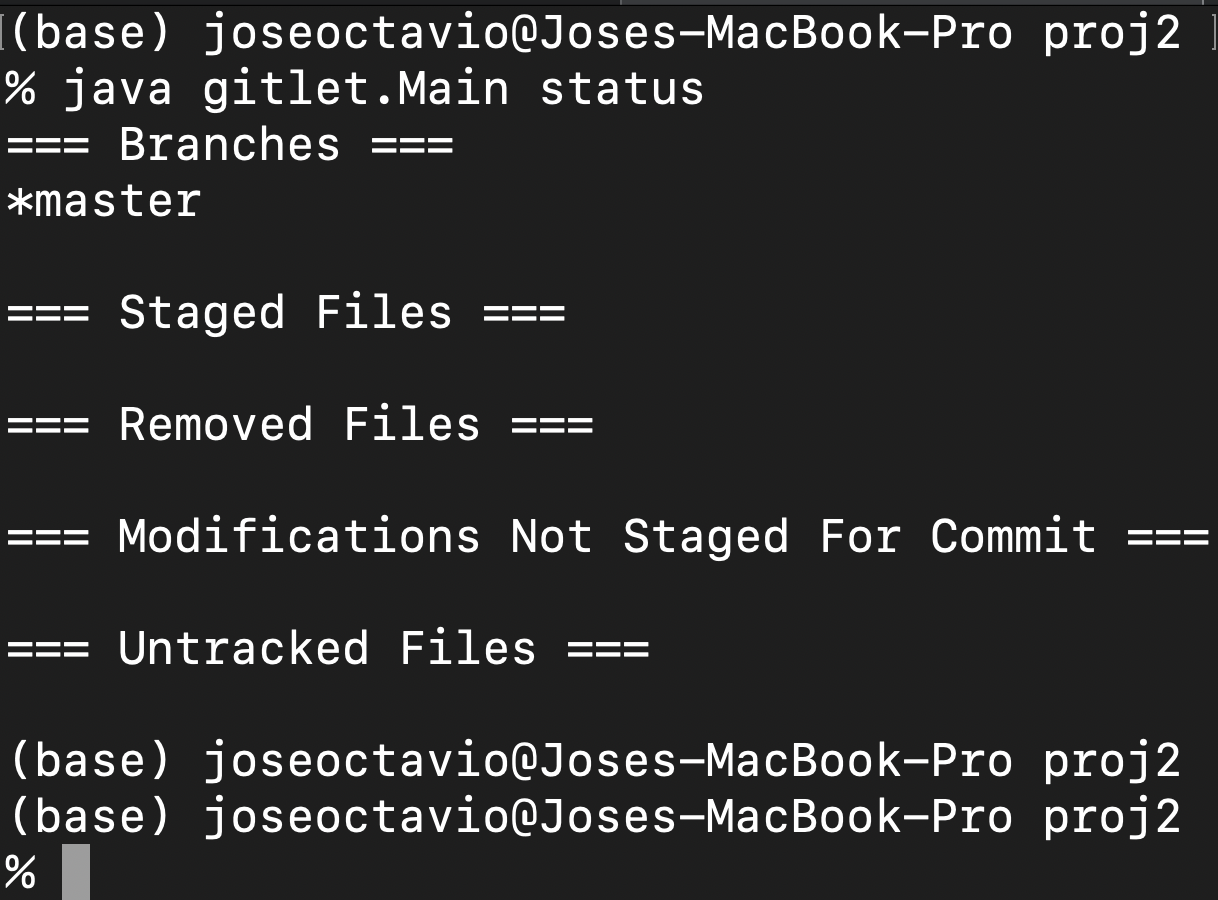 (base) joseoctavio@Joses-MacBook-Pro proj2
% java gitlet.Main status
=== Branches ===
*master
=== Staged Files ===
=== Removed Files ===
=== Modifications Not Staged For Commit ===
=== Untracked Files ===
(base) joseoctavio@Joses-MacBook-Pro proj2
(base) joseoctavio@Joses-MacBook-Pro proj2
%